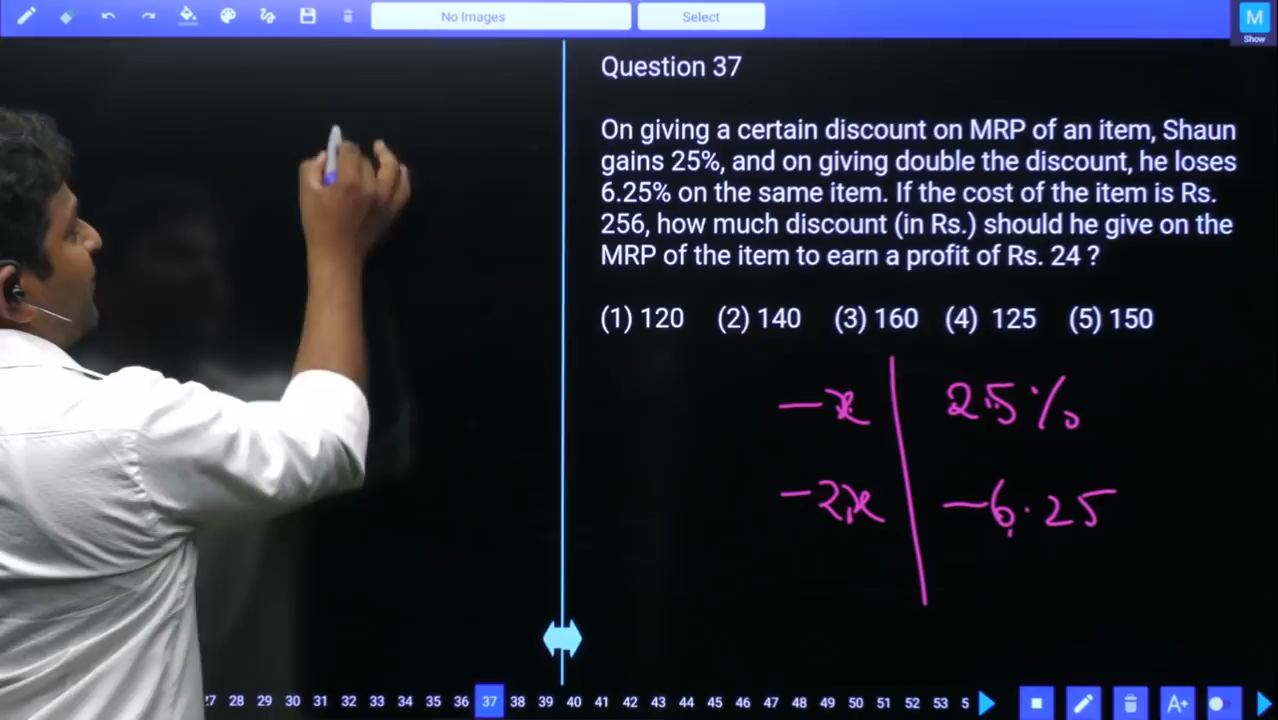 No Images
Select
M
Show
Question 37
On giving a certain discount on MRP of an item, Shaun
gains 25%, and on giving double the discount, he loses
6.25% on the same item. If the cost of the item is Rs.
256, how much discount (in Rs.) should he give on the
MRP of the item to earn a profit of Rs. 24 ?
(1) 120 (2) 140 (3) 160 (4) 125 (5) 150
-x 25%
-2x -6.25
27 28 29 30 31 32 33 34 35 36 37 38 39 40 41 42 43 44 45 46 47 48 49 50 51 52 53 5
A+